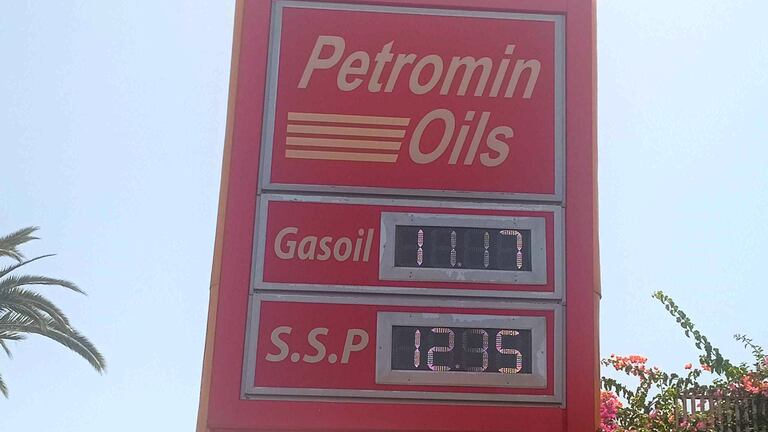 Petromin
Oils
Gasoil 11.17
S.S.P 12.35